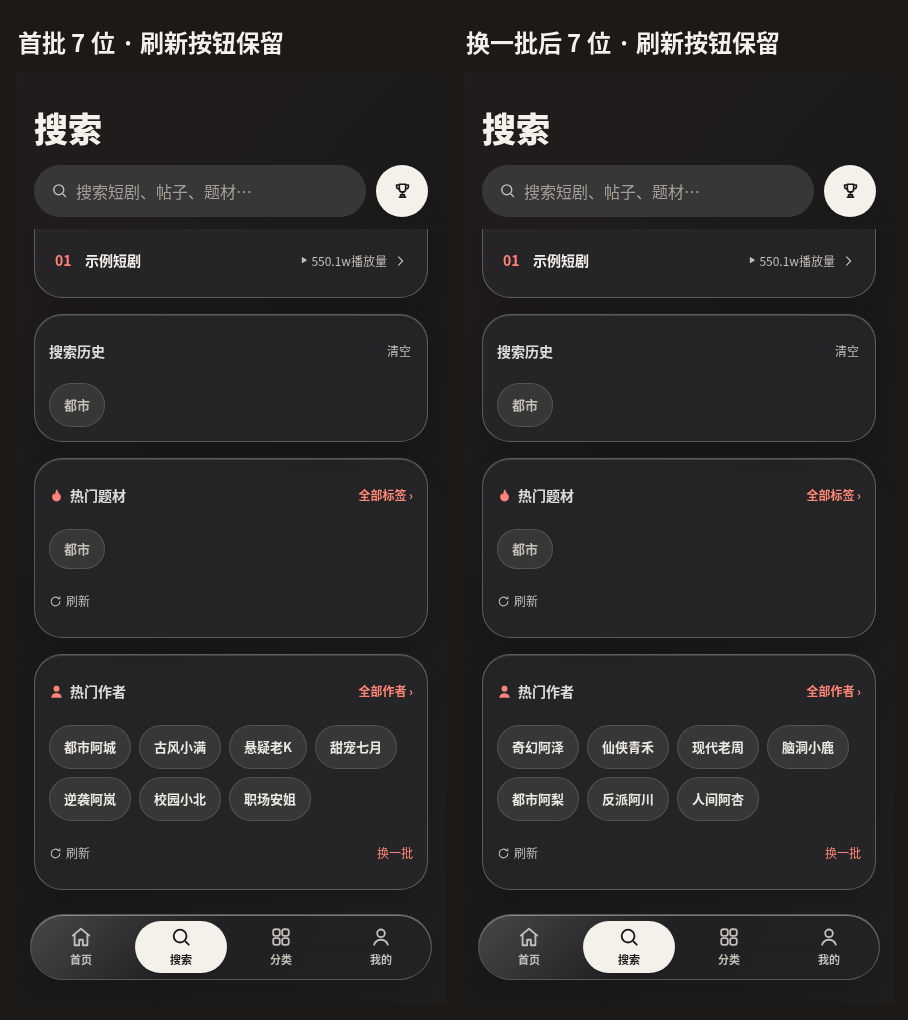 首批 7 位 · 刷新按钮保留
搜索
搜索短剧、帖子、题材…
01 示例短剧 550.1w播放量
搜索历史 清空
都市
热门题材 全部标签 ›
都市
刷新
热门作者 全部作者 ›
都市阿城 古风小满 悬疑老K 甜宠七月
逆袭阿岚 校园小北 职场安姐
刷新 换一批
首页 搜索 分类 我的
换一批后 7 位 · 刷新按钮保留
搜索
搜索短剧、帖子、题材…
01 示例短剧 550.1w播放量
搜索历史 清空
都市
热门题材 全部标签 ›
都市
刷新
热门作者 全部作者 ›
奇幻阿泽 仙侠青禾 现代老周 脑洞小鹿
都市阿梨 反派阿川 人间阿杏
刷新 换一批
首页 搜索 分类 我的